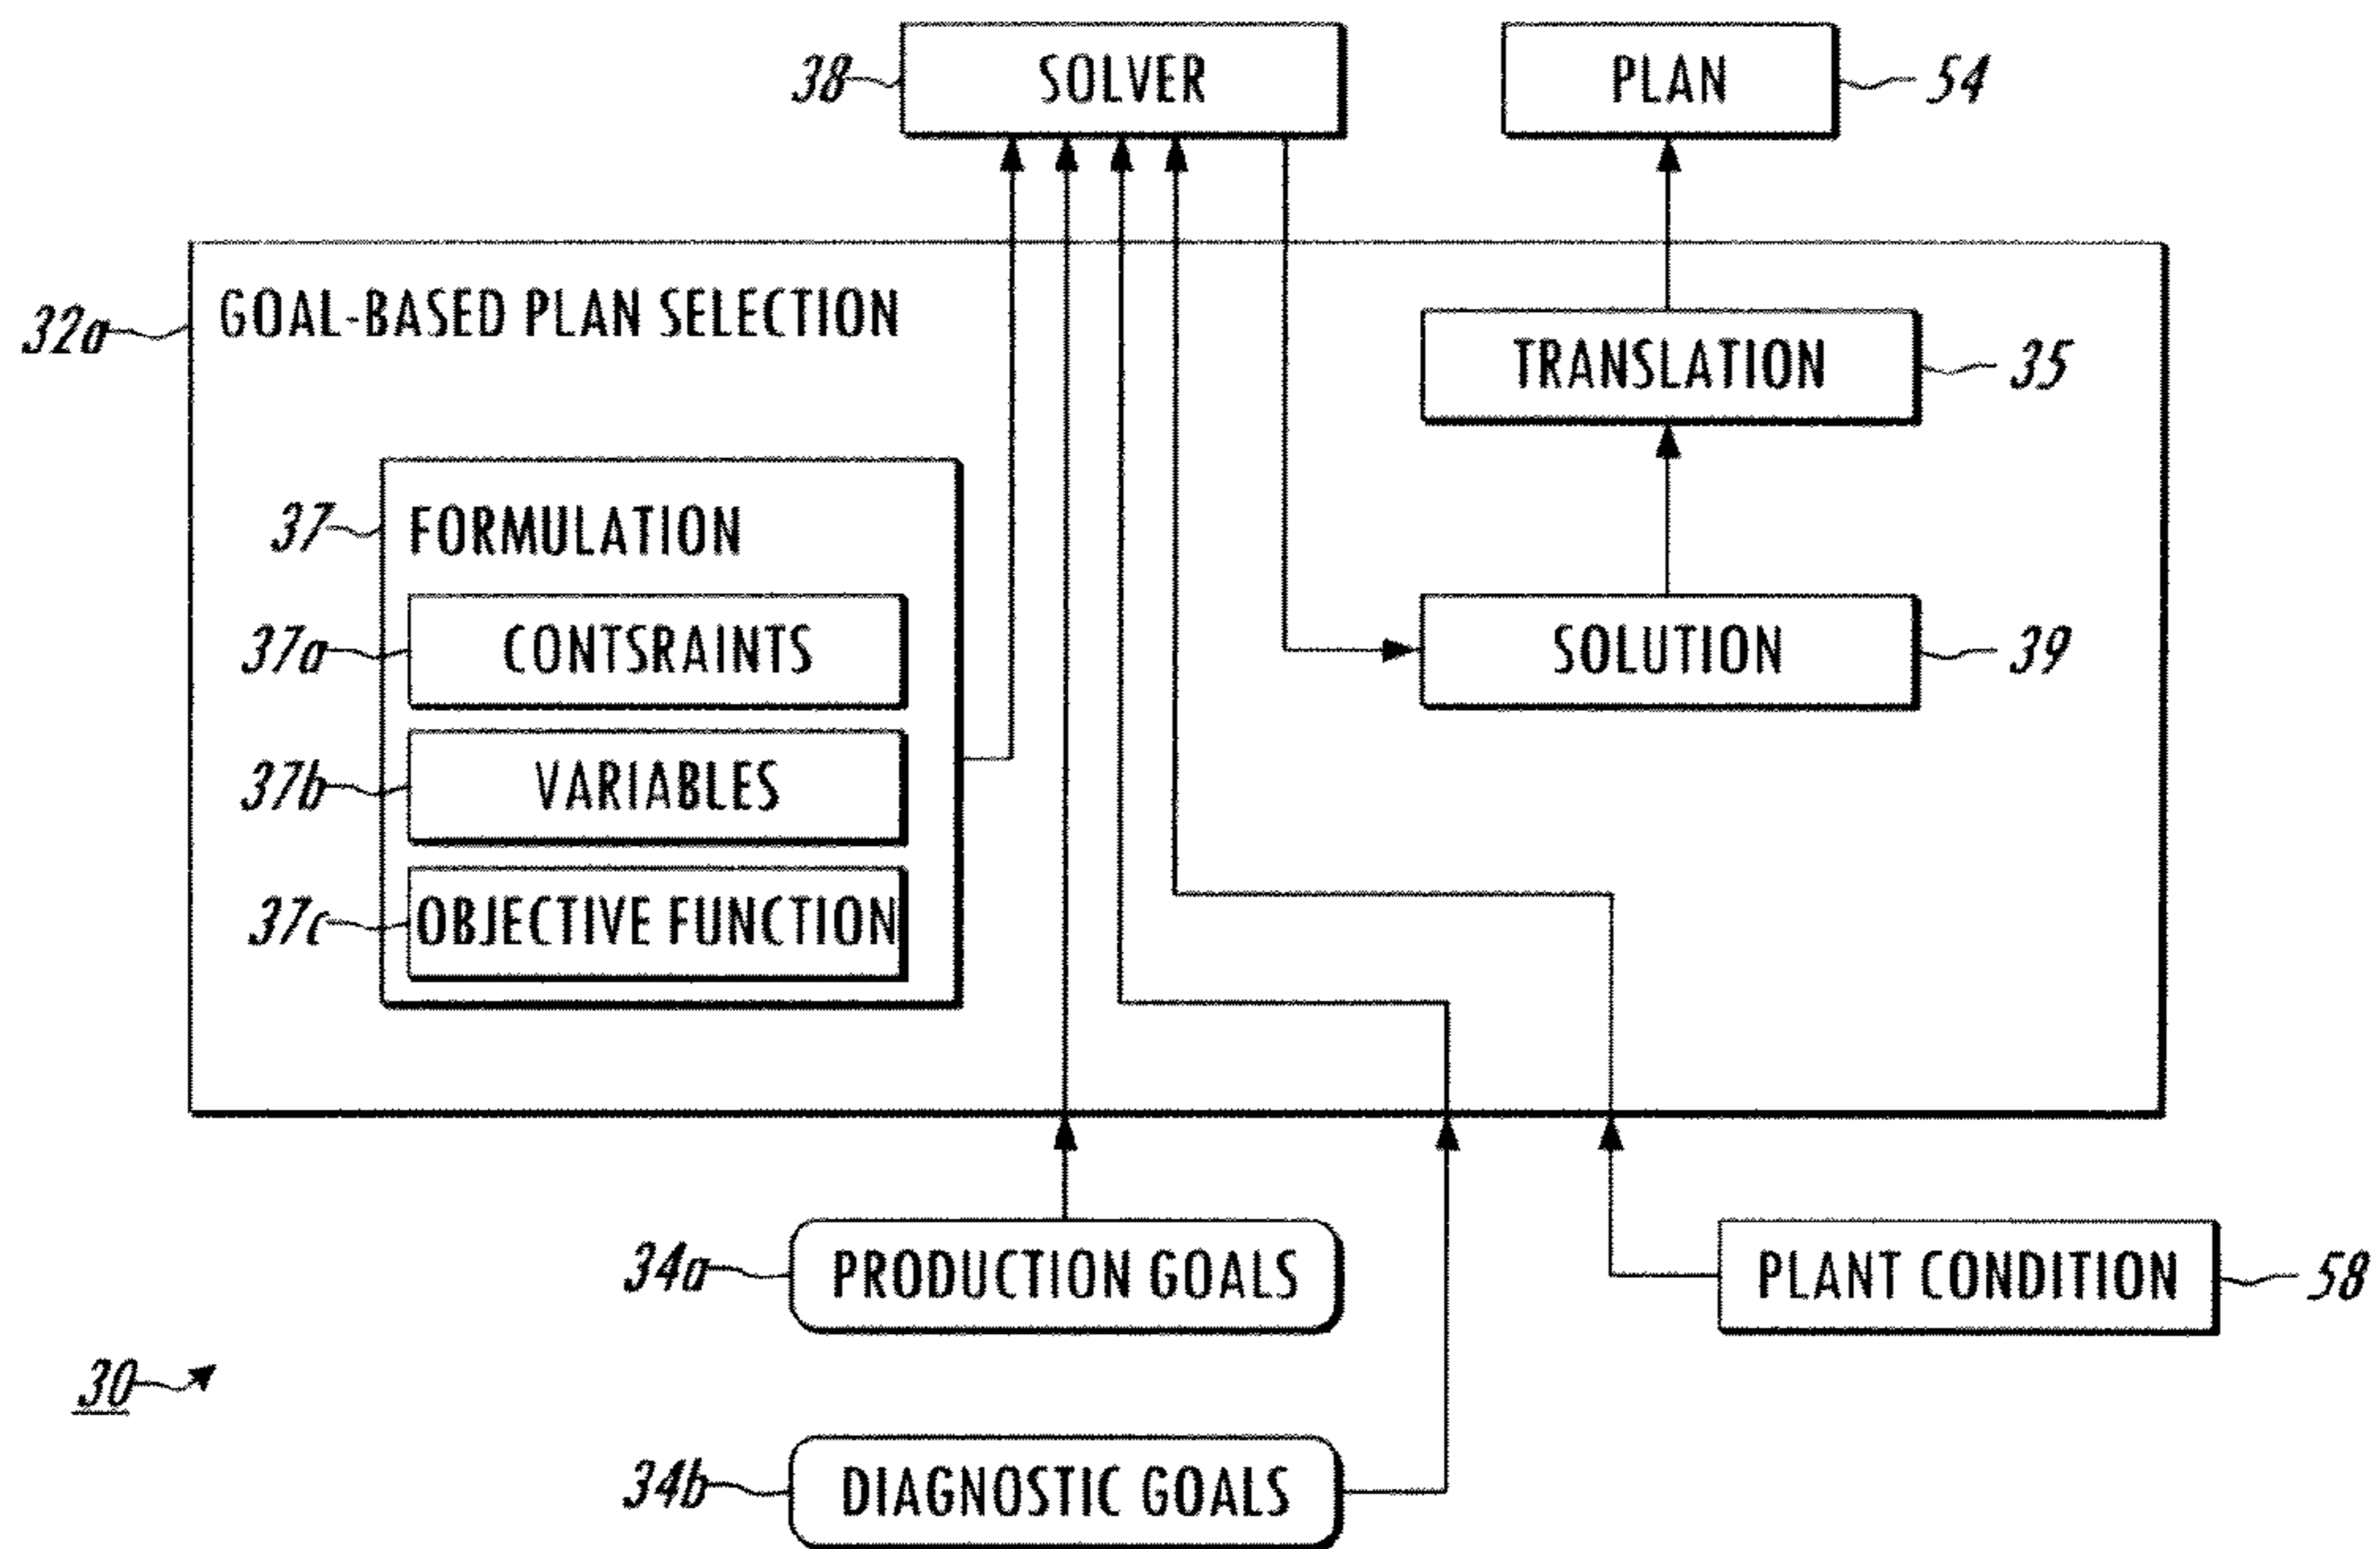 38 SOLVER
PLAN 54
32a GOAL-BASED PLAN SELECTION
TRANSLATION 35
37 FORMULATION
37a CONTSRAINTS
SOLUTION 39
37b VARIABLES
37c OBJECTIVE FUNCTION
34a PRODUCTION GOALS
PLANT CONDITION 58
30
34b DIAGNOSTIC GOALS